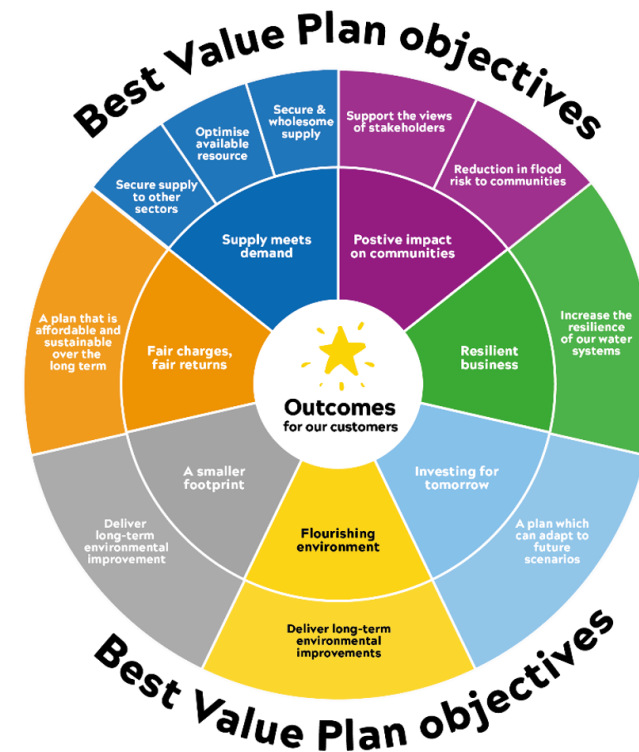 Best Value Plan objectives
Secure &
wholesome
supply
Support the views
of stakeholders
Optimise
available
resource
Reduction in flood
risk to communities
Secure supply
to other
sectors
Supply meets
demand
Postive impact
on communities
A plan that is
affordable and
sustainable
over the
long term
Fair charges,
fair returns
Resilient
business
Increase the
resilience
of our water
systems
Outcomes
for our customers
A smaller
footprint
Investing for
tomorrow
Deliver
long-term
environmental
improvement
Flourishing
environment
A plan which
can adapt to
future
scenarios
Deliver long-term
environmental
improvements
Best Value Plan objectives